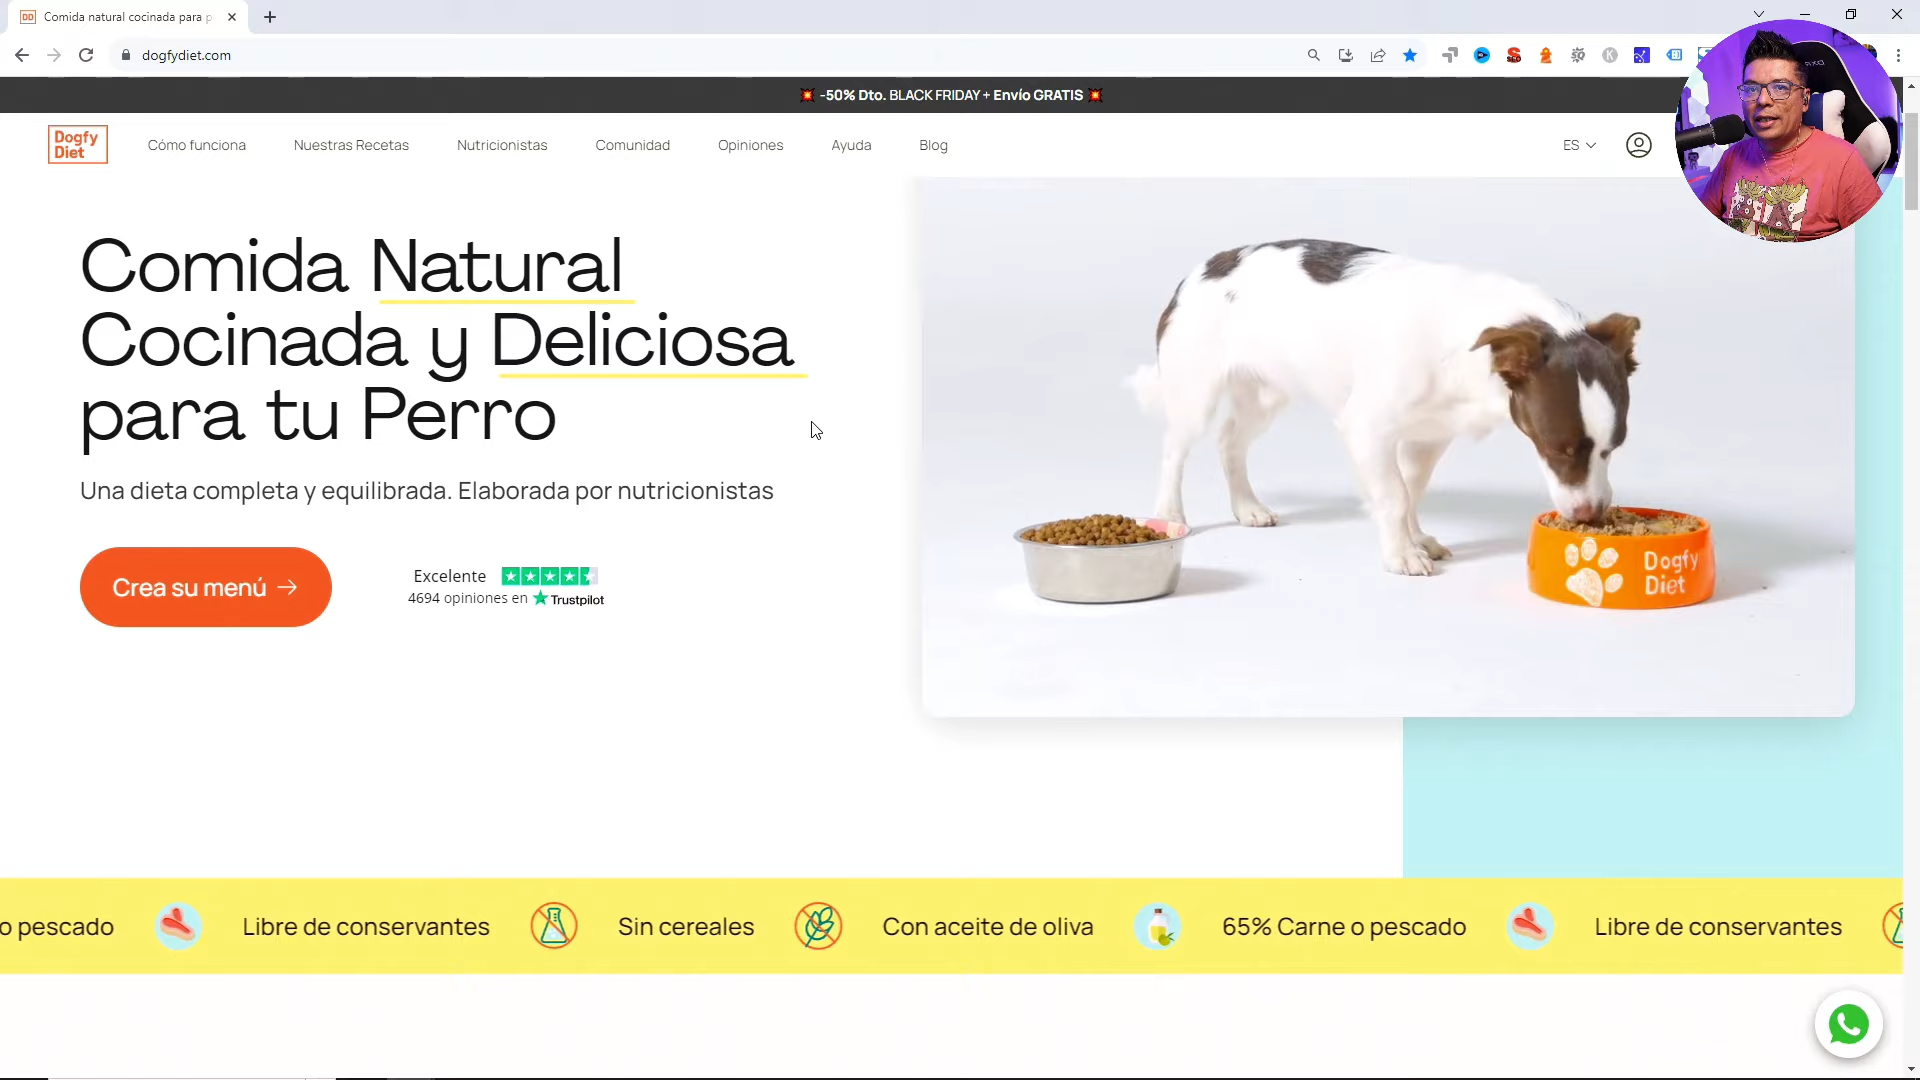 Comida natural cocinada para p
dogfydiet.com
-50% Dto. BLACK FRIDAY + Envío GRATIS
Dogfy
Diet
Cómo funciona
Nuestras Recetas
Nutricionistas
Comunidad
Opiniones
Ayuda
Blog
ES
Comida Natural
Cocinada y Deliciosa
para tu Perro
Una dieta completa y equilibrada. Elaborada por nutricionistas
Crea su menú →
Excelente
4694 opiniones en Trustpilot
Dogfy
Diet
o pescado
Libre de conservantes
Sin cereales
Con aceite de oliva
65% Carne o pescado
Libre de conservantes